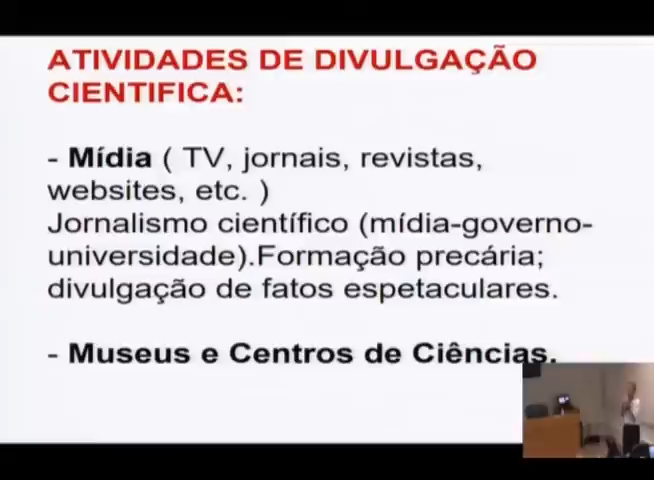 ATIVIDADES DE DIVULGAÇÃO
CIENTIFICA:
- Mídia ( TV, jornais, revistas,
websites, etc. )
Jornalismo científico (mídia-governo-
universidade).Formação precária;
divulgação de fatos espetaculares.
- Museus e Centros de Ciências.